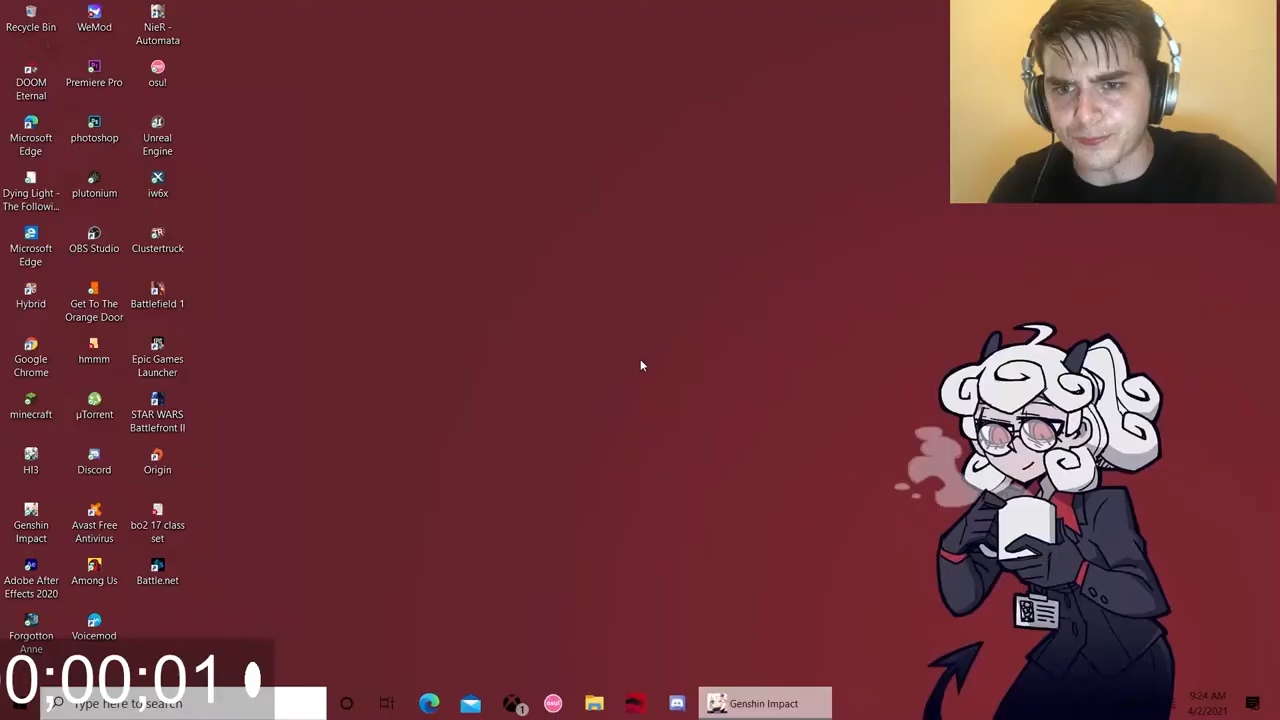 Recycle Bin
WeMod
NieR -
Automata
DOOM
Eternal
Premiere Pro
osu!
Microsoft
Edge
photoshop
Unreal
Engine
Dying Light -
The Followi...
plutonium
iw6x
Microsoft
Edge
OBS Studio
Clustertruck
Hybrid
Get To The
Orange Door
Battlefield 1
Google
Chrome
hmmm
Epic Games
Launcher
minecraft
µTorrent
STAR WARS
Battlefront II
HI3
Discord
Origin
Genshin
Impact
Avast Free
Antivirus
bo2 17 class
set
Adobe After
Effects 2020
Among Us
Battle.net
Forgotton
Anne
Voicemod
0;00;01
Type here to search
osu!
1
Genshin Impact
9:24 AM
4/2/2021